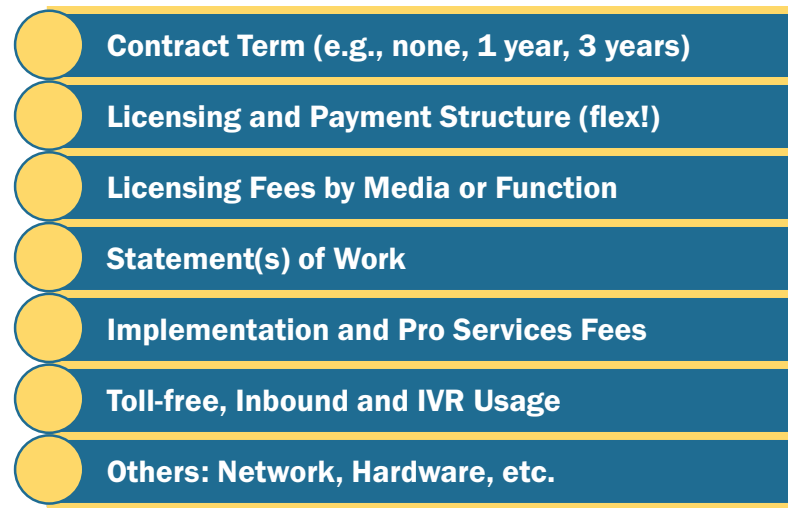 Contract Term (e.g., none, 1 year, 3 years)
Licensing and Payment Structure (flex!)
Licensing Fees by Media or Function
Statement(s) of Work
Implementation and Pro Services Fees
Toll-free, Inbound and IVR Usage
Others: Network, Hardware, etc.